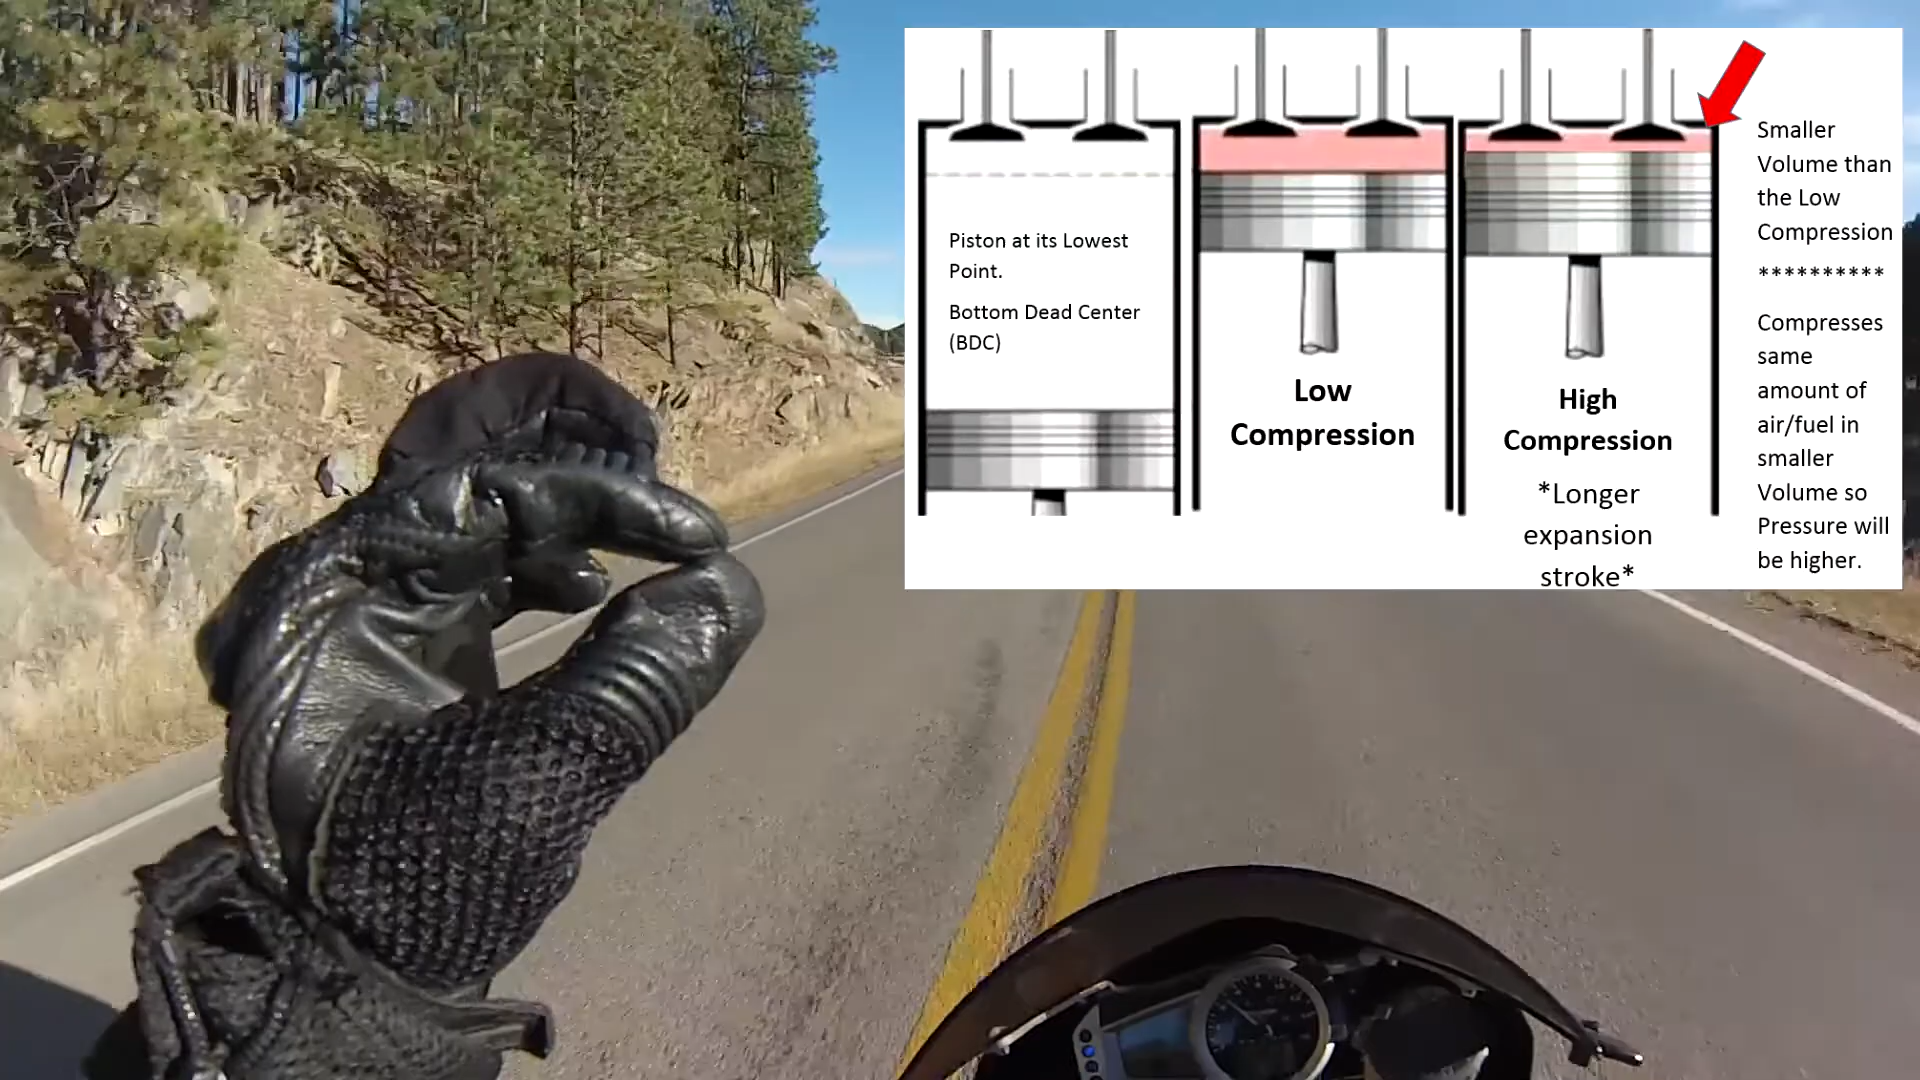 Piston at its Lowest
Point.
Bottom Dead Center
(BDC)
Low
Compression
High
Compression
*Longer
expansion
stroke*
Smaller
Volume than
the Low
Compression
**********
Compresses
same
amount of
air/fuel in
smaller
Volume so
Pressure will
be higher.